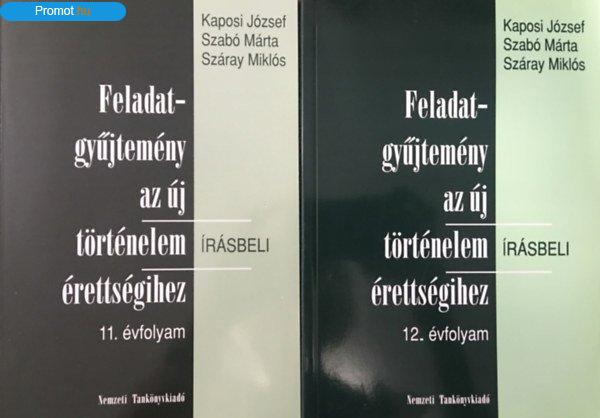 Promot.hu
Kaposi József
Szabó Márta
Száray Miklós
Feladat-
gyűjtemény
az új
történelem
érettségihez
ÍRÁSBELI
11. évfolyam
Nemzeti Tankönyvkiadó
Kaposi József
Szabó Márta
Száray Miklós
Feladat-
gyűjtemény
az új
történelem
érettségihez
ÍRÁSBELI
12. évfolyam
Nemzeti Tankönyvkiadó